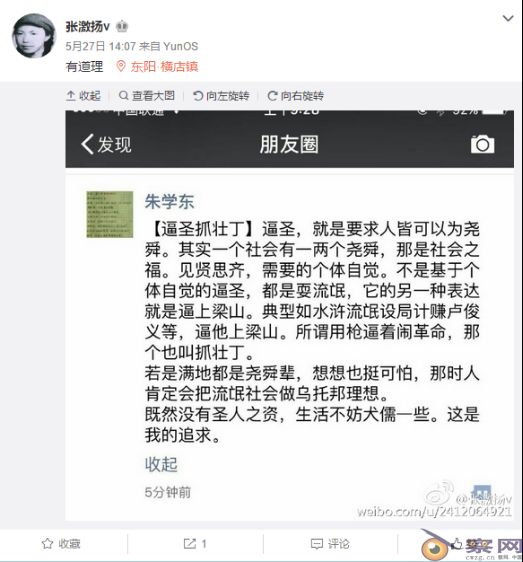 张激扬v
5月27日 14:07 来自 YunOS
有道理 东阳·横店镇
收起 查看大图 向左旋转 向右旋转
中国联通 上午9:28 92%
发现 朋友圈
朱学东
【逼圣抓壮丁】逼圣，就是要求人皆可以为尧
舜。其实一个社会有一两个尧舜，那是社会之
福。见贤思齐，需要的个体自觉。不是基于个
体自觉的逼圣，都是耍流氓，它的另一种表达
就是逼上梁山。典型如水浒流氓设局计赚卢俊
义等，逼他上梁山。所谓用枪逼着闹革命，那
个也叫抓壮丁。
若是满地都是尧舜辈，想想也挺可怕，那时人
肯定会把流氓社会做乌托邦理想。
既然没有圣人之资，生活不妨犬儒一些。这是
我的追求。
收起
5分钟前
@张激扬v
weibo.com/u/2412064921
收藏 1 评论
察网
cwzg.cn